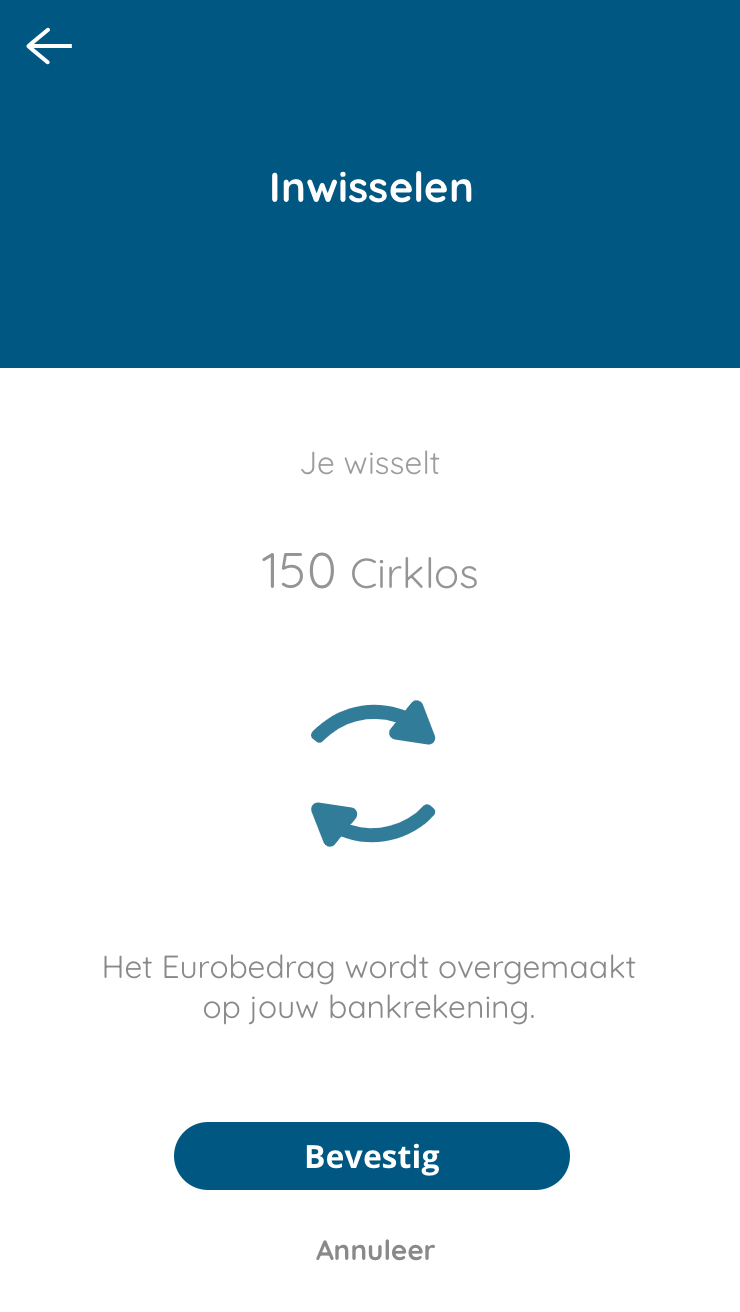 Inwisselen
Je wisselt
150 Cirklos
Het Eurobedrag wordt overgemaakt
op jouw bankrekening.
Bevestig
Annuleer